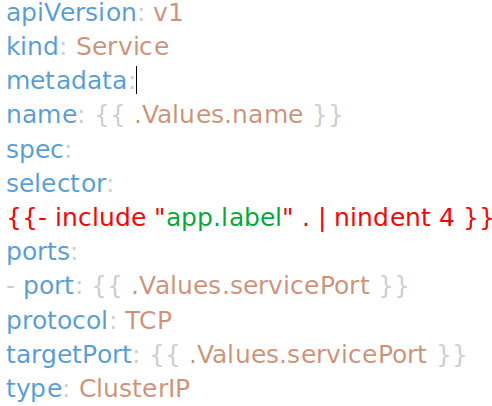 apiVersion: v1
kind: Service
metadata:
name: {{ .Values.name }}
spec:
selector:
{{- include "app.label" . | nindent 4 }}
ports:
- port: {{ .Values.servicePort }}
protocol: TCP
targetPort: {{ .Values.servicePort }}
type: ClusterIP